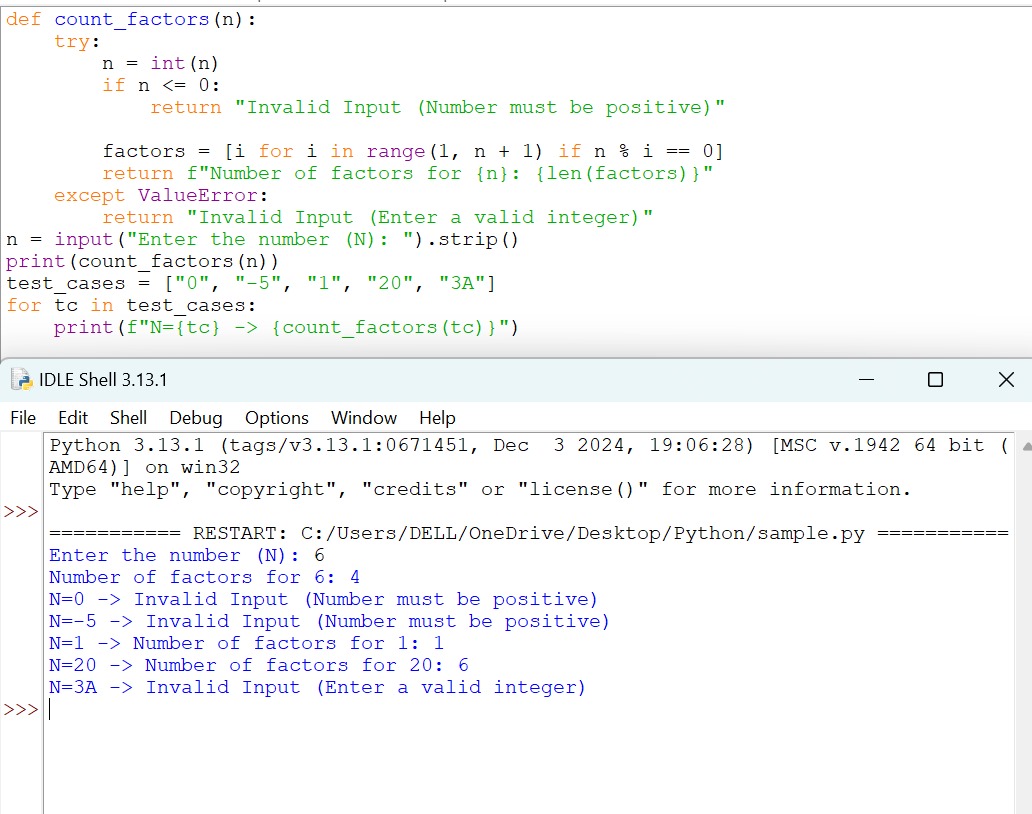 def count_factors(n):
    try:
        n = int(n)
        if n <= 0:
            return "Invalid Input (Number must be positive)"

        factors = [i for i in range(1, n + 1) if n % i == 0]
        return f"Number of factors for {n}: {len(factors)}"
    except ValueError:
        return "Invalid Input (Enter a valid integer)"
n = input("Enter the number (N): ").strip()
print(count_factors(n))
test_cases = ["0", "-5", "1", "20", "3A"]
for tc in test_cases:
    print(f"N={tc} -> {count_factors(tc)}")
IDLE Shell 3.13.1
File Edit Shell Debug Options Window Help
Python 3.13.1 (tags/v3.13.1:0671451, Dec  3 2024, 19:06:28) [MSC v.1942 64 bit (
AMD64)] on win32
Type "help", "copyright", "credits" or "license()" for more information.
>>>
=========== RESTART: C:/Users/DELL/OneDrive/Desktop/Python/sample.py ===========
Enter the number (N): 6
Number of factors for 6: 4
N=0 -> Invalid Input (Number must be positive)
N=-5 -> Invalid Input (Number must be positive)
N=1 -> Number of factors for 1: 1
N=20 -> Number of factors for 20: 6
N=3A -> Invalid Input (Enter a valid integer)
>>>